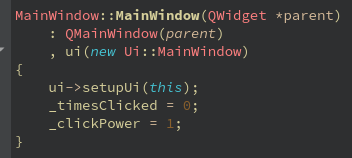 MainWindow::MainWindow(QWidget *parent)
    : QMainWindow(parent)
    , ui(new Ui::MainWindow)
{
    ui->setupUi(this);
    _timesClicked = 0;
    _clickPower = 1;
}